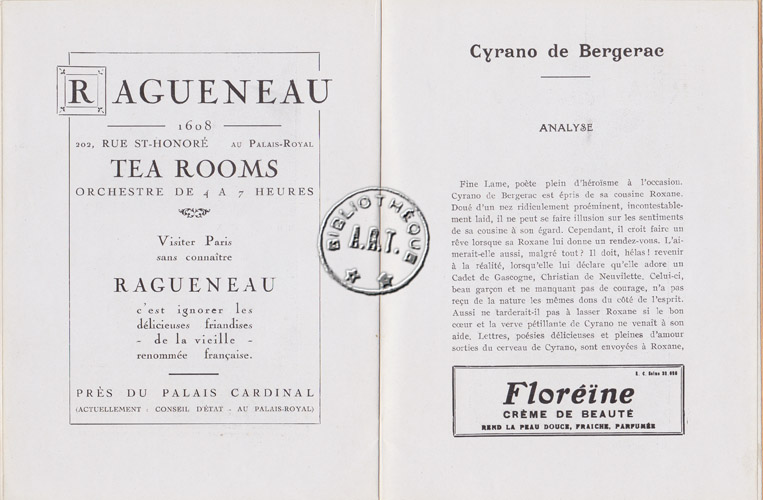 RAGUENEAU
1608
202, RUE ST-HONORÉ AU PALAIS-ROYAL
TEA ROOMS
ORCHESTRE DE 4 A 7 HEURES
Visiter Paris
sans connaître
RAGUENEAU
c'est ignorer les
délicieuses friandises
- de la vieille -
renommée française.
PRÈS DU PALAIS CARDINAL
(ACTUELLEMENT : CONSEIL D'ÉTAT - AU PALAIS-ROYAL)
BIBLIOTHÈQUE
A.R.T.
Cyrano de Bergerac
ANALYSE
Fine Lame, poète plein d'héroïsme à l'occasion.
Cyrano de Bergerac est épris de sa cousine Roxane.
Doué d'un nez ridiculement proéminent, incontestable-
ment laid, il ne peut se faire illusion sur les sentiments
de sa cousine à son égard. Cependant, il croit faire un
rêve lorsque sa Roxane lui donne un rendez-vous. L'ai-
merait-elle aussi, malgré tout ? Il doit, hélas ! revenir
à la réalité, lorsqu'elle lui déclare qu'elle adore un
Cadet de Gascogne, Christian de Neuvilette. Celui-ci,
beau garçon et ne manquant pas de courage, n'a pas
reçu de la nature les mêmes dons du côté de l'esprit.
Aussi ne tarderait-il pas à lasser Roxane si le bon
cœur et la verve pétillante de Cyrano ne venait à son
aide. Lettres, poésies délicieuses et pleines d'amour
sorties du cerveau de Cyrano, sont envoyées à Roxane,
Floréïne
CRÈME DE BEAUTÉ
REND LA PEAU DOUCE, FRAICHE, PARFUMÉE